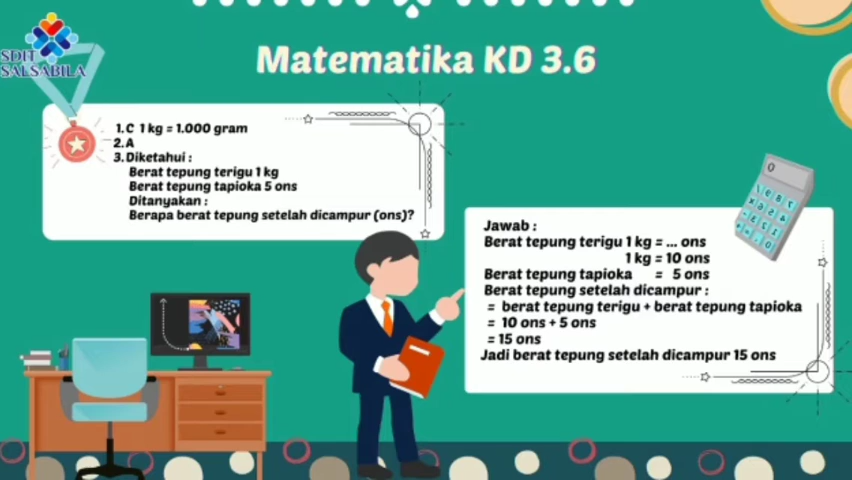 SDIT
SALSABILA
Matematika KD 3.6
1.C 1 kg = 1.000 gram
2.A
3.Diketahui :
Berat tepung terigu 1 kg
Berat tepung tapioka 5 ons
Ditanyakan :
Berapa berat tepung setelah dicampur (ons)?
Jawab :
Berat tepung terigu 1 kg = ... ons
1 kg = 10 ons
Berat tepung tapioka = 5 ons
Berat tepung setelah dicampur :
= berat tepung terigu + berat tepung tapioka
= 10 ons + 5 ons
= 15 ons
Jadi berat tepung setelah dicampur 15 ons